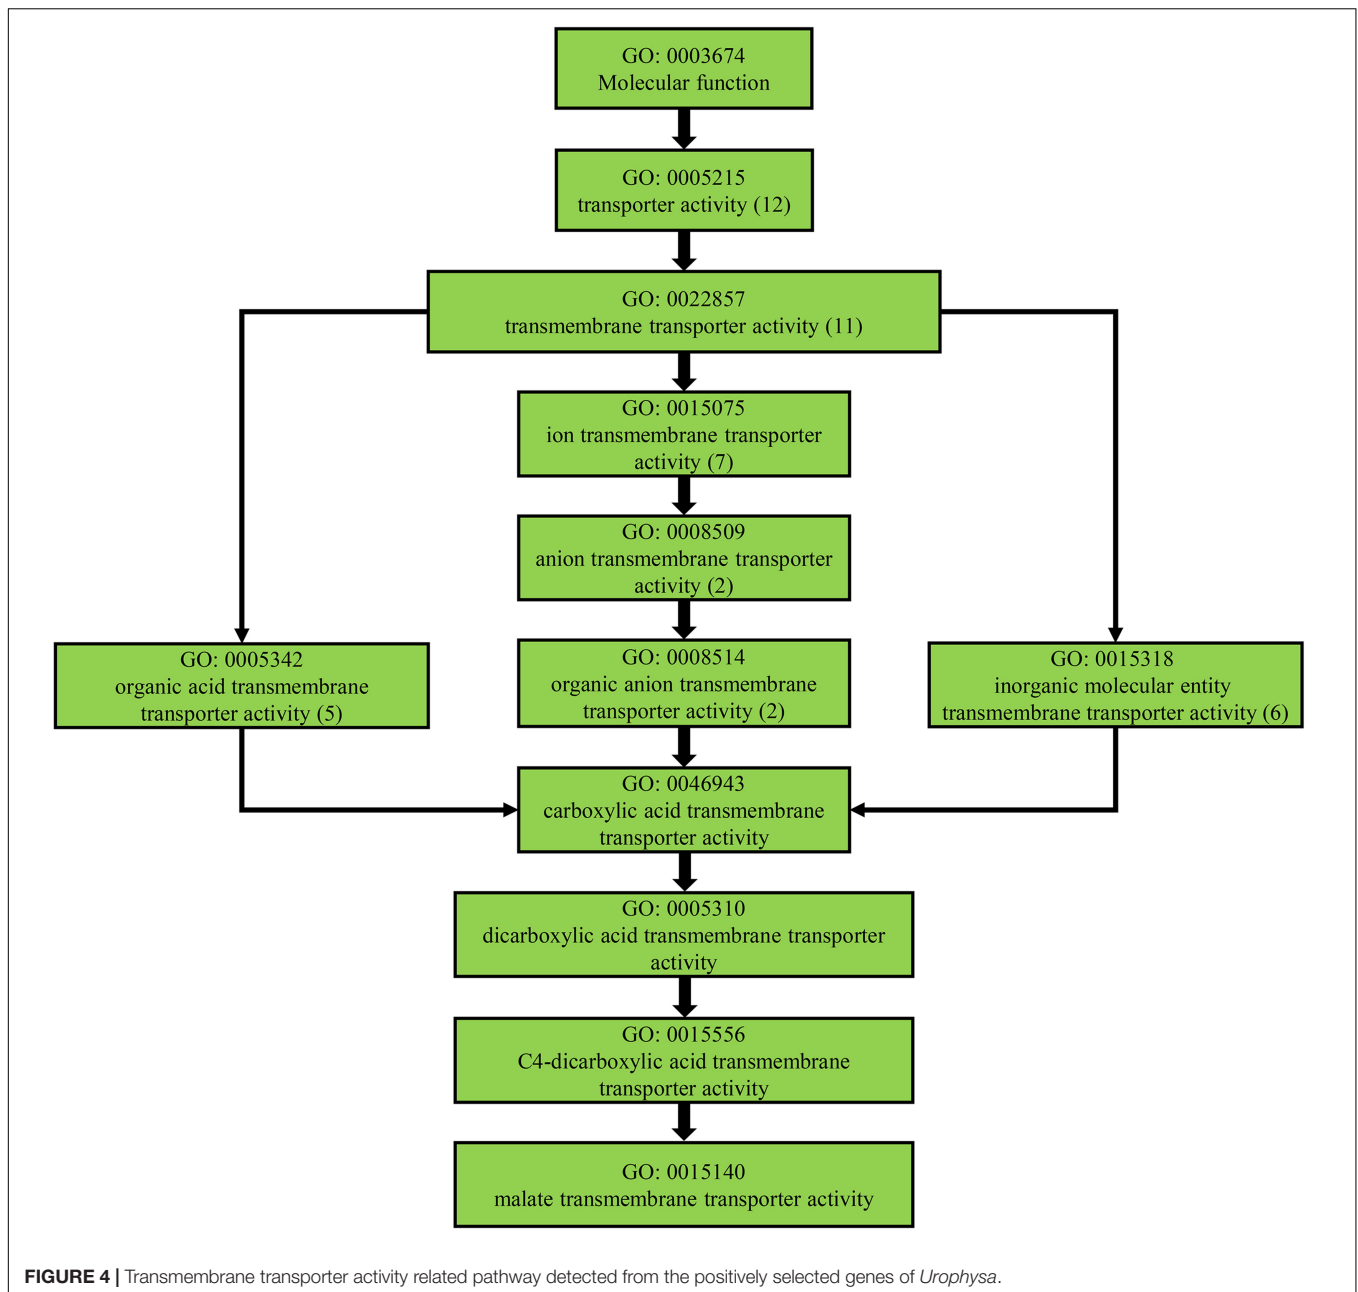 GO: 0003674
Molecular function
GO: 0005215
transporter activity (12)
GO: 0022857
transmembrane transporter activity (11)
GO: 0015075
ion transmembrane transporter
activity (7)
GO: 0008509
anion transmembrane transporter
activity (2)
GO: 0005342
organic acid transmembrane
transporter activity (5)
GO: 0008514
organic anion transmembrane
transporter activity (2)
GO: 0015318
inorganic molecular entity
transmembrane transporter activity (6)
GO: 0046943
carboxylic acid transmembrane
transporter activity
GO: 0005310
dicarboxylic acid transmembrane transporter
activity
GO: 0015556
C4-dicarboxylic acid transmembrane
transporter activity
GO: 0015140
malate transmembrane transporter activity
FIGURE 4 | Transmembrane transporter activity related pathway detected from the positively selected genes of Urophysa.